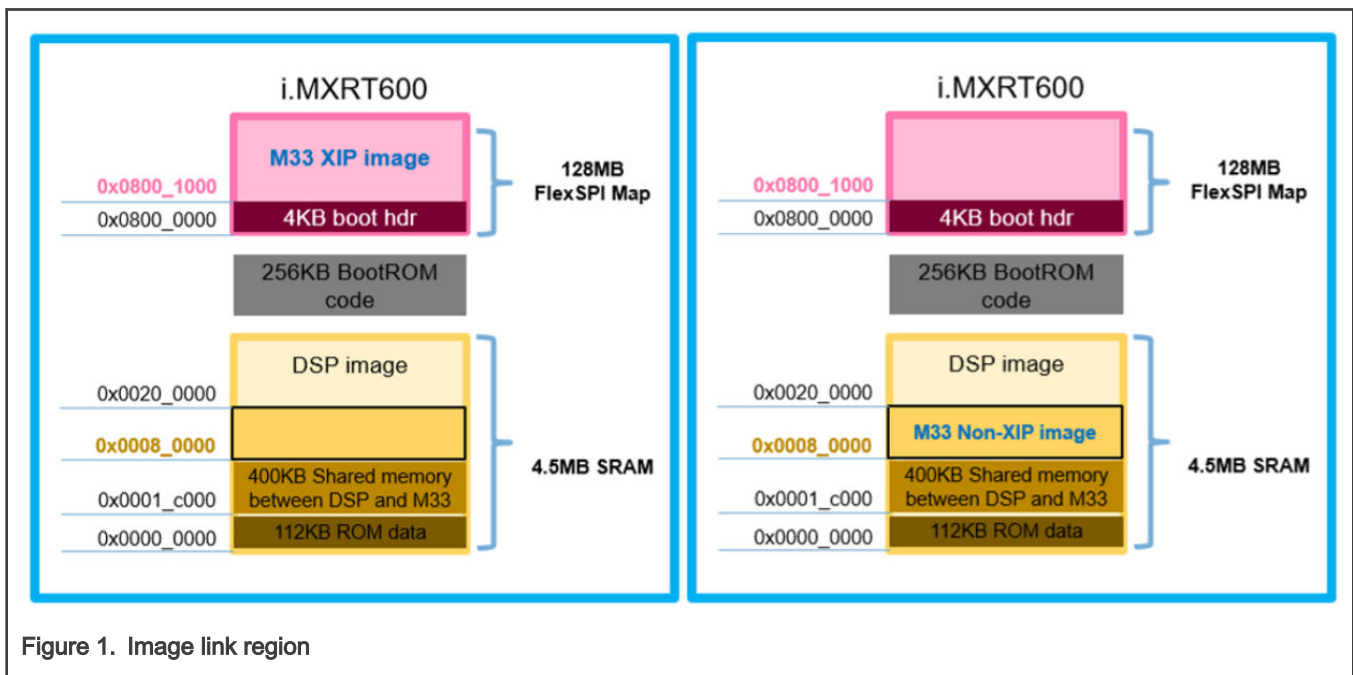 i.MXRT600
M33 XIP image
0x0800_1000
128MB
FlexSPI Map
0x0800_0000
4KB boot hdr
256KB BootROM
code
DSP image
0x0020_0000
0x0008_0000
4.5MB SRAM
400KB Shared memory
between DSP and M33
0x0001_c000
112KB ROM data
0x0000_0000
i.MXRT600
0x0800_1000
128MB
FlexSPI Map
0x0800_0000
4KB boot hdr
256KB BootROM
code
DSP image
0x0020_0000
M33 Non-XIP image
0x0008_0000
4.5MB SRAM
400KB Shared memory
between DSP and M33
0x0001_c000
112KB ROM data
0x0000_0000
Figure 1. Image link region